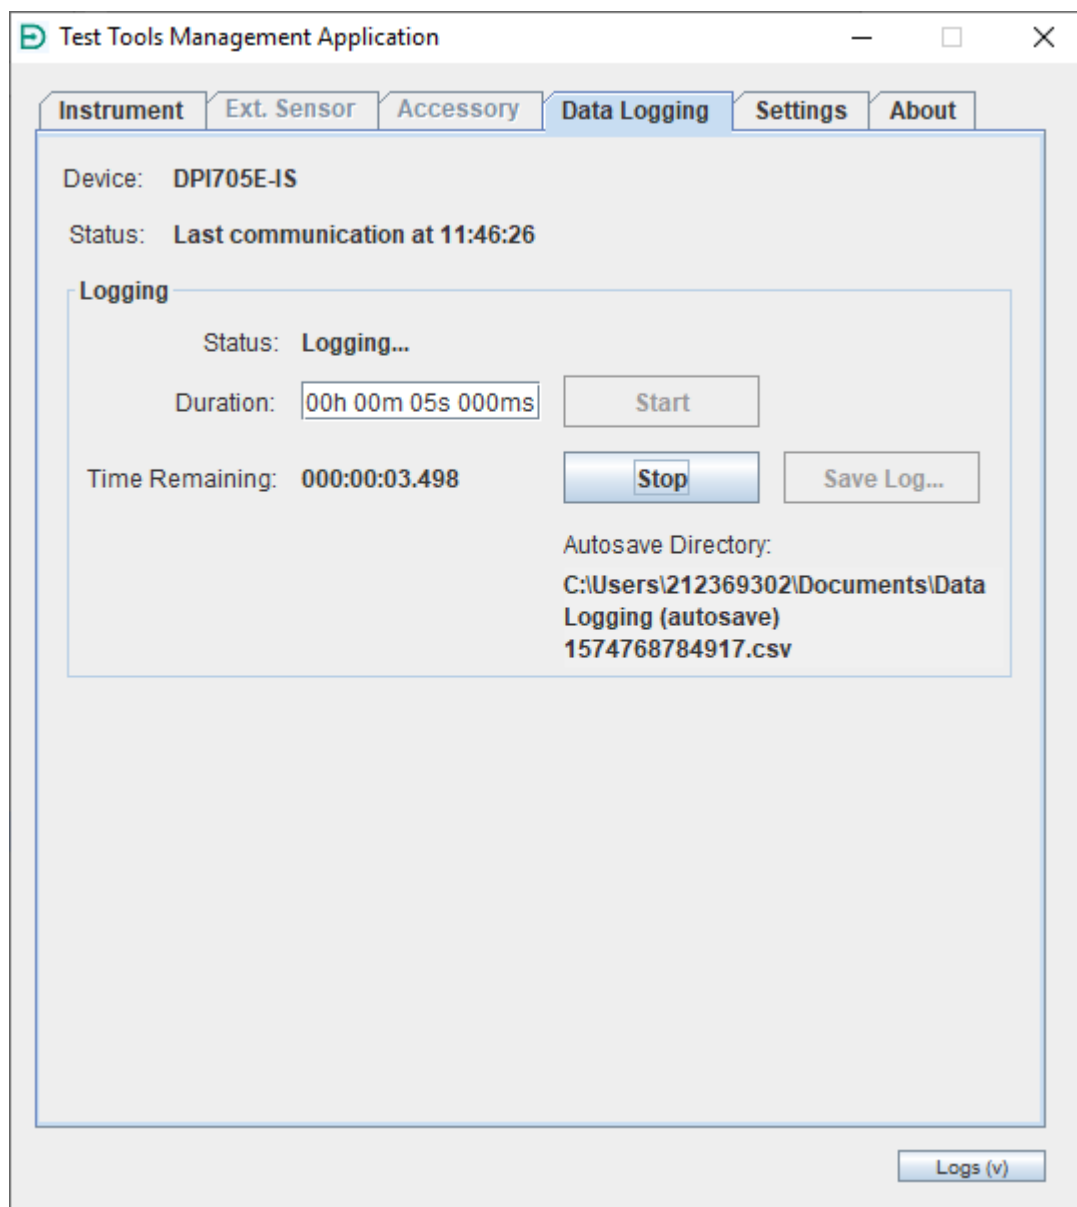 Test Tools Management Application
Instrument Ext. Sensor Accessory Data Logging Settings About
Device: DPI705E-IS
Status: Last communication at 11:46:26
Logging
Status: Logging...
Duration: 00h 00m 05s 000ms Start
Time Remaining: 000:00:03.498 Stop Save Log...
Autosave Directory:
C:\Users\212369302\Documents\Data
Logging (autosave)
1574768784917.csv
Logs (v)